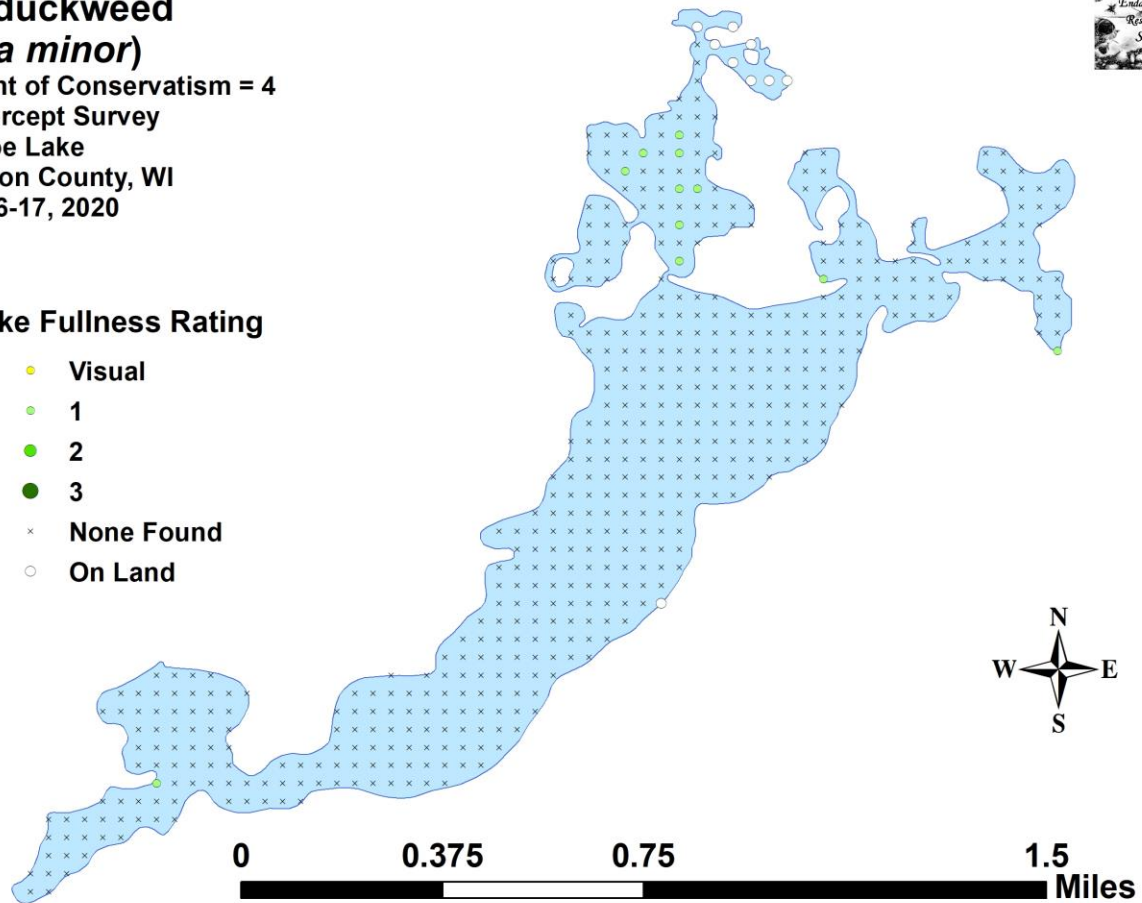 duckweed
a minor)
nt of Conservatism = 4
rcept Survey
e Lake
on County, WI
6-17, 2020
ke Fullness Rating
Visual
1
2
3
None Found
On Land
N
W E
S
0 0.375 0.75 1.5
Miles